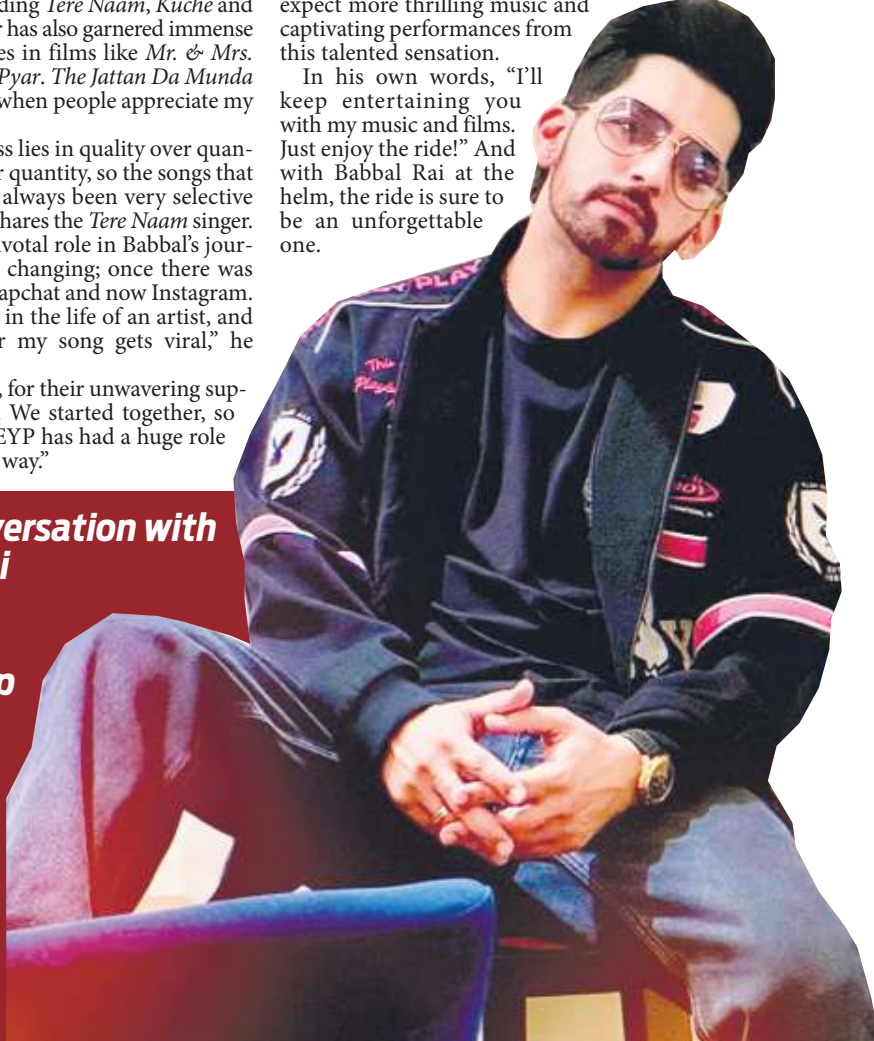 ding Tere Naam, Kuche and
r has also garnered immense
es in films like Mr. & Mrs.
Pyar. The Jattan Da Munda
when people appreciate my
ss lies in quality over quan-
r quantity, so the songs that
always been very selective
hares the Tere Naam singer.
ivotal role in Babbal's jour-
changing; once there was
apchat and now Instagram.
in the life of an artist, and
r my song gets viral,” he
, for their unwavering sup-
. We started together, so
EYP has had a huge role
way.”
expect more thrilling music and
captivating performances from
this talented sensation.
In his own words, “I'll
keep entertaining you
with my music and films.
Just enjoy the ride!” And
with Babbal Rai at the
helm, the ride is sure to
be an unforgettable
one.
ersation with
i
p
PLAY
This